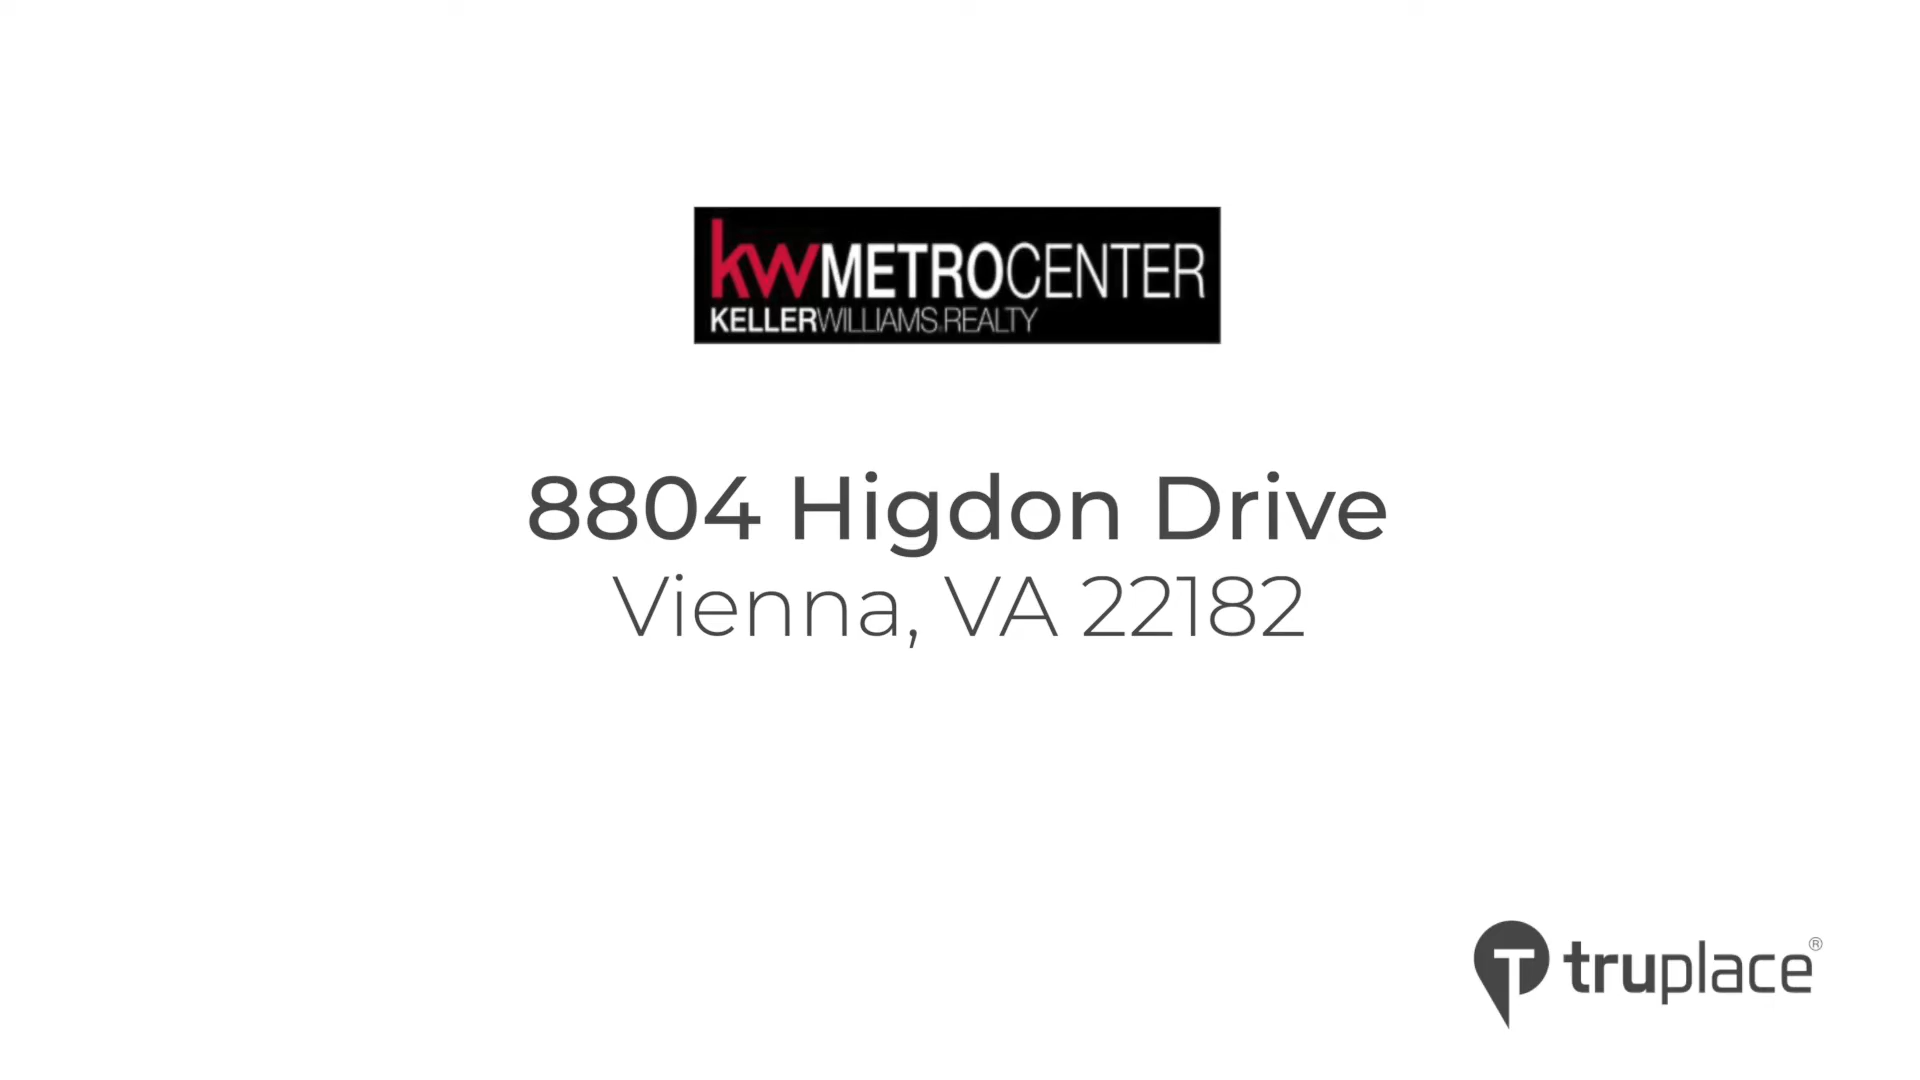 kwMETROCENTER
KELLERWILLIAMS.REALTY
8804 Higdon Drive
Vienna, VA 22182
truplace®